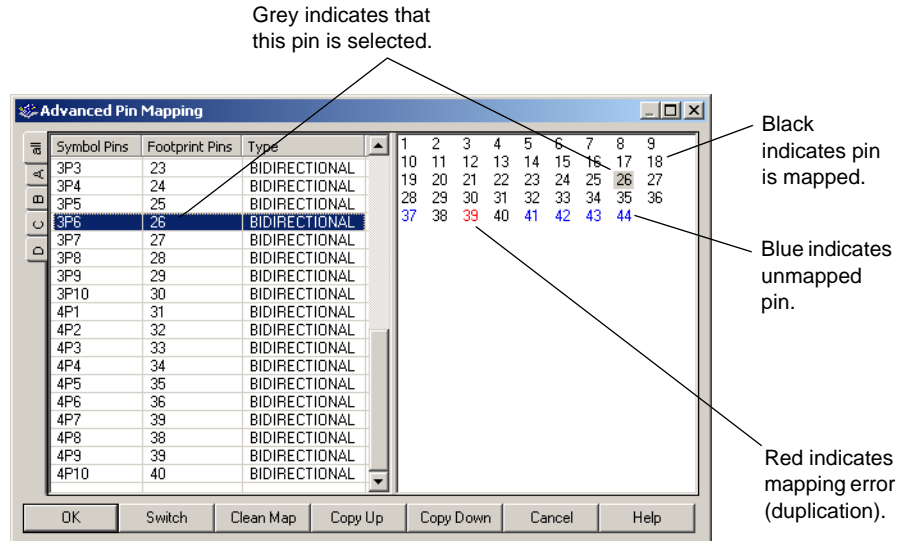 Grey indicates that
this pin is selected.
Advanced Pin Mapping
all
A
B
C
D
Symbol Pins Footprint Pins Type
3P3 23 BIDIRECTIONAL
3P4 24 BIDIRECTIONAL
3P5 25 BIDIRECTIONAL
3P6 26 BIDIRECTIONAL
3P7 27 BIDIRECTIONAL
3P8 28 BIDIRECTIONAL
3P9 29 BIDIRECTIONAL
3P10 30 BIDIRECTIONAL
4P1 31 BIDIRECTIONAL
4P2 32 BIDIRECTIONAL
4P3 33 BIDIRECTIONAL
4P4 34 BIDIRECTIONAL
4P5 35 BIDIRECTIONAL
4P6 36 BIDIRECTIONAL
4P7 39 BIDIRECTIONAL
4P8 38 BIDIRECTIONAL
4P9 39 BIDIRECTIONAL
4P10 40 BIDIRECTIONAL
1 2 3 4 5 6 7 8 9
10 11 12 13 14 15 16 17 18
19 20 21 22 23 24 25 26 27
28 29 30 31 32 33 34 35 36
37 38 39 40 41 42 43 44
Black
indicates pin
is mapped.
Blue indicates
unmapped
pin.
Red indicates
mapping error
(duplication).
OK Switch Clean Map Copy Up Copy Down Cancel Help